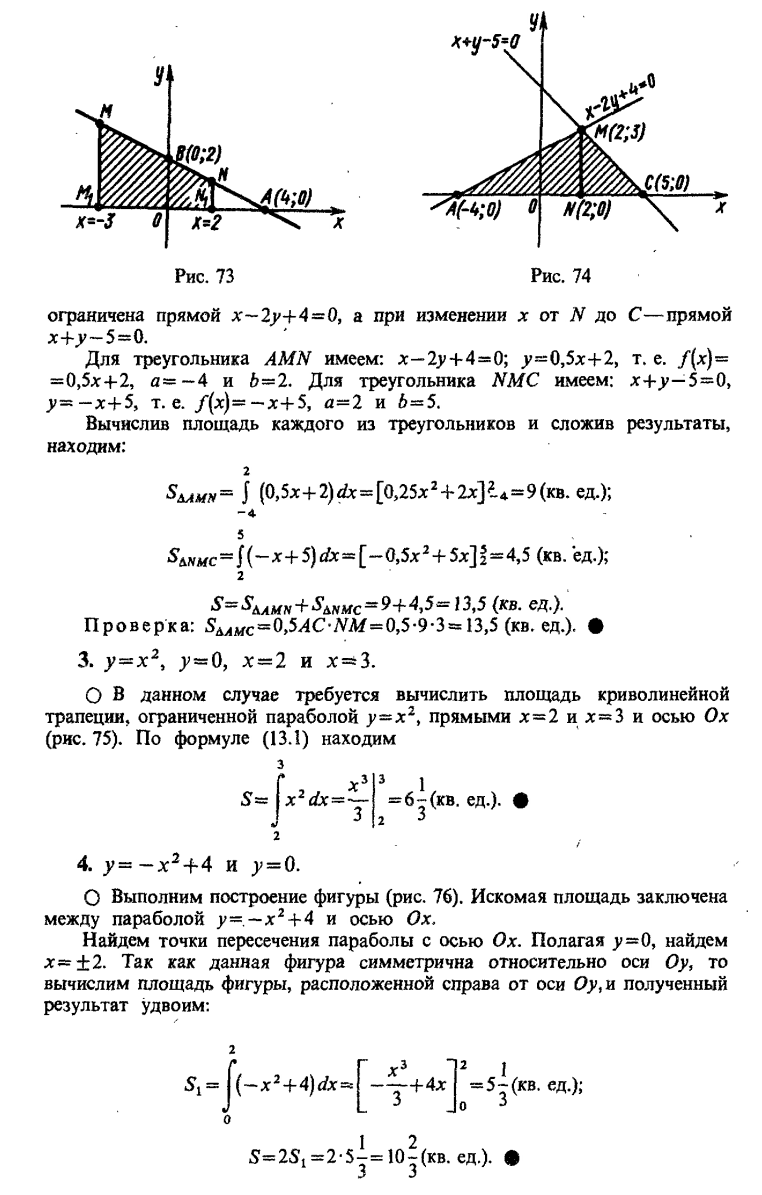 y
M
B(0;2)
N
M₁
N₁
A(4;0)
x=-3
0
x=2
x
Рис. 73
x+y-5=0
y
x-2y+4=0
M(2;3)
C(5;0)
A(-4;0)
0
N(2;0)
x
Рис. 74
ограничена прямой x−2y+4=0, а при изменении x от N до C—прямой
x+y−5=0.
Для треугольника AMN имеем: x−2y+4=0; y=0,5x+2, т. е. f(x)=
=0,5x+2, a=−4 и b=2. Для треугольника NMC имеем: x+y−5=0,
y=−x+5, т. е. f(x)=−x+5, a=2 и b=5.
Вычислив площадь каждого из треугольников и сложив результаты,
находим:
S_{ΔAMN}=∫_{−4}^{2}(0,5x+2)dx=[0,25x²+2x]_{−4}^{2}=9(кв. ед.);
S_{ΔNMC}=∫_{2}^{5}(−x+5)dx=[−0,5x²+5x]_{2}^{5}=4,5 (кв. ед.);
S=S_{ΔAMN}+S_{ΔNMC}=9+4,5=13,5 (кв. ед.).
Проверка: S_{ΔAMC}=0,5AC·NM=0,5·9·3=13,5 (кв. ед.). ●
3. y=x², y=0, x=2 и x=3.
○ В данном случае требуется вычислить площадь криволинейной
трапеции, ограниченной параболой y=x², прямыми x=2 и x=3 и осью Ox
(рис. 75). По формуле (13.1) находим
S=∫_{2}^{3}x²dx=x³/3|_{2}^{3}=6 1/3(кв. ед.). ●
4. y=−x²+4 и y=0.
○ Выполним построение фигуры (рис. 76). Искомая площадь заключена
между параболой y=−x²+4 и осью Ox.
Найдем точки пересечения параболы с осью Ox. Полагая y=0, найдем
x=±2. Так как данная фигура симметрична относительно оси Oy, то
вычислим площадь фигуры, расположенной справа от оси Oy, и полученный
результат удвоим:
S₁=∫_{0}^{2}(−x²+4)dx=[−x³/3+4x]_{0}^{2}=5 1/3(кв. ед.);
S=2S₁=2·5 1/3=10 2/3(кв. ед.). ●